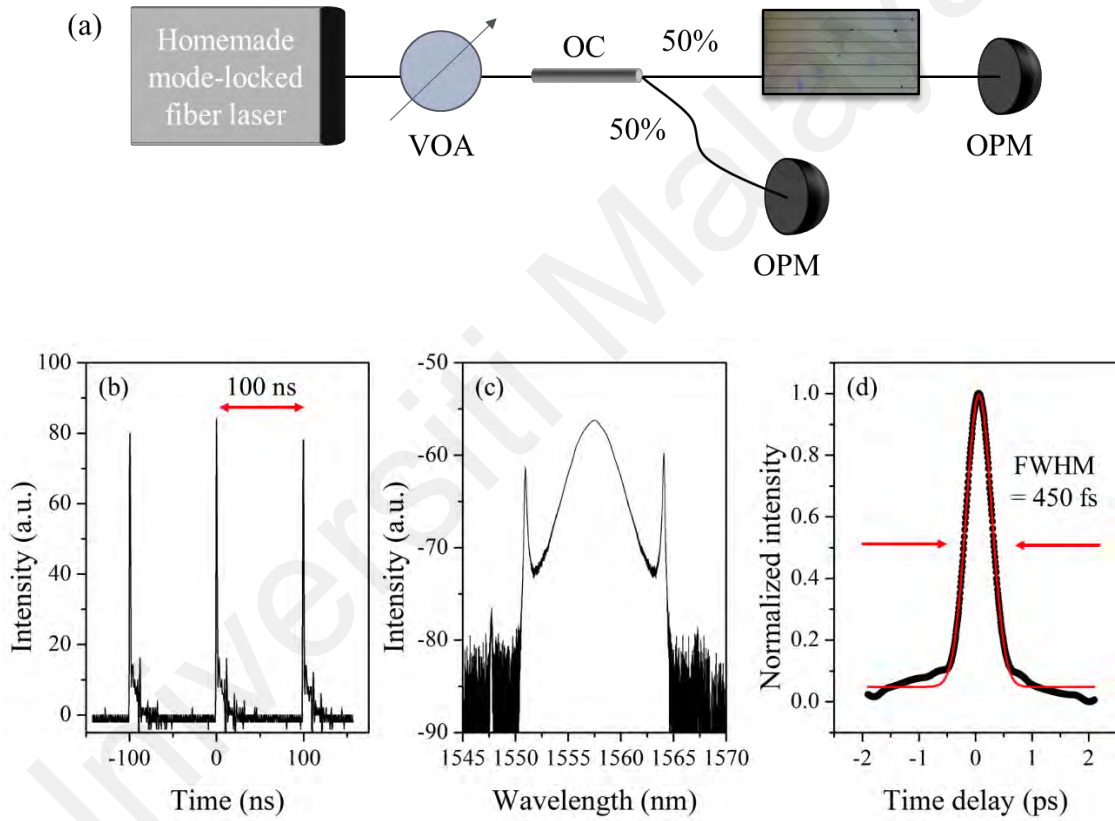 (a)
Homemade
mode-locked
fiber laser
VOA
OC
50%
50%
OPM
OPM
(b)
100 ns
Intensity (a.u.)
100
80
60
40
20
0
-100
0
100
Time (ns)
(c)
Intensity (a.u.)
-50
-60
-70
-80
-90
1545
1550
1555
1560
1565
1570
Wavelength (nm)
(d)
FWHM
= 450 fs
Normalized intensity
1.0
0.8
0.6
0.4
0.2
0.0
-2
-1
0
1
2
Time delay (ps)
Universiti Malaya